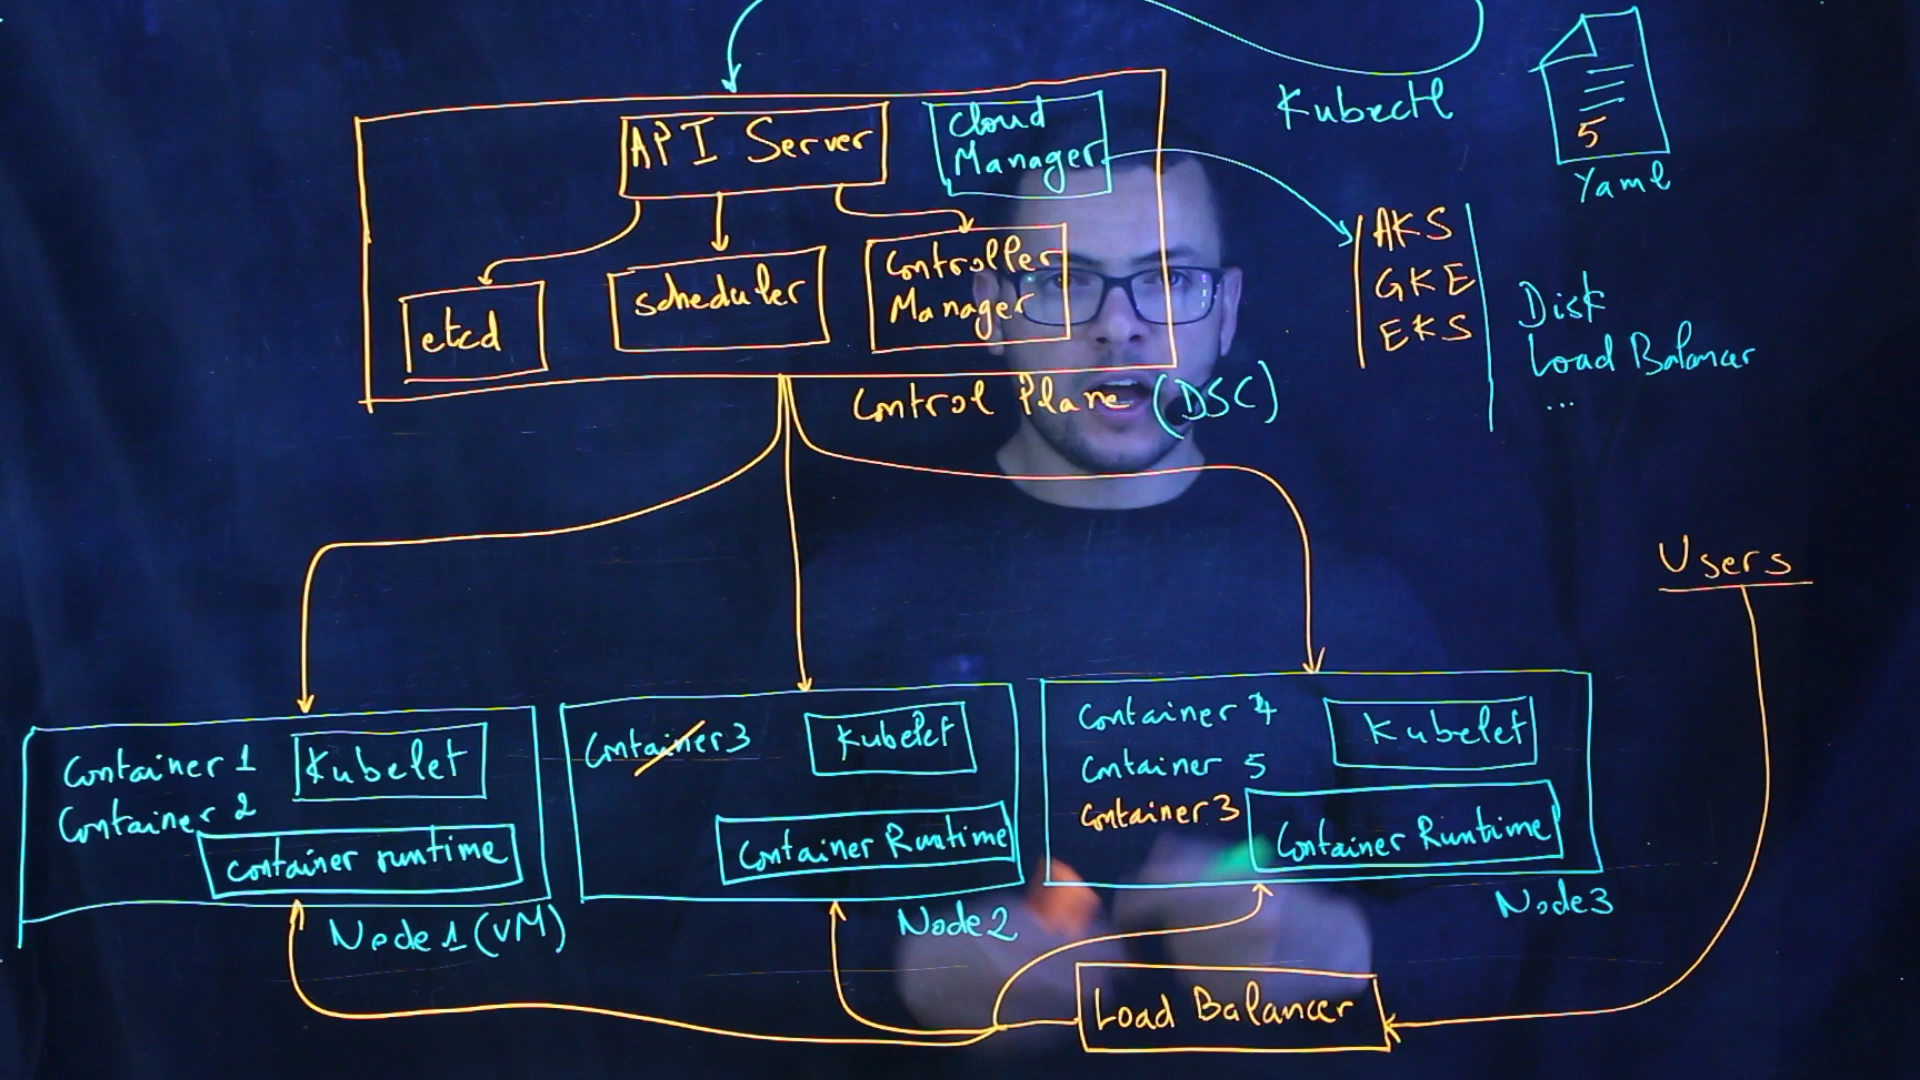 Kubectl
5
Yaml
API Server
Cloud
Manager
etcd
scheduler
Controller
Manager
Control Plane (DSC)
AKS
GKE
EKS
Disk
Load Balancer
...
Users
Container 1
Container 2
Kubelet
container runtime
Node 1 (VM)
Container 3
Kubelet
Container Runtime
Node 2
Container 4
Container 5
Container 3
Kubelet
Container Runtime
Node 3
Load Balancer